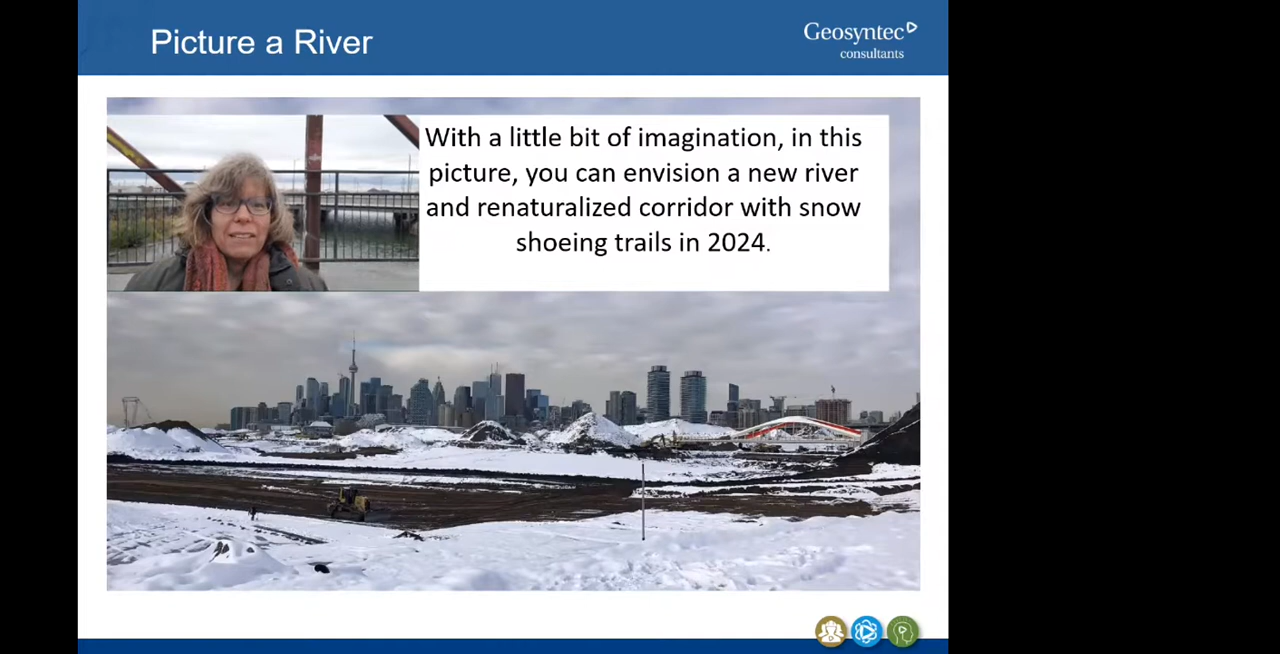 Picture a River
Geosyntec
consultants
With a little bit of imagination, in this
picture, you can envision a new river
and renaturalized corridor with snow
shoeing trails in 2024.